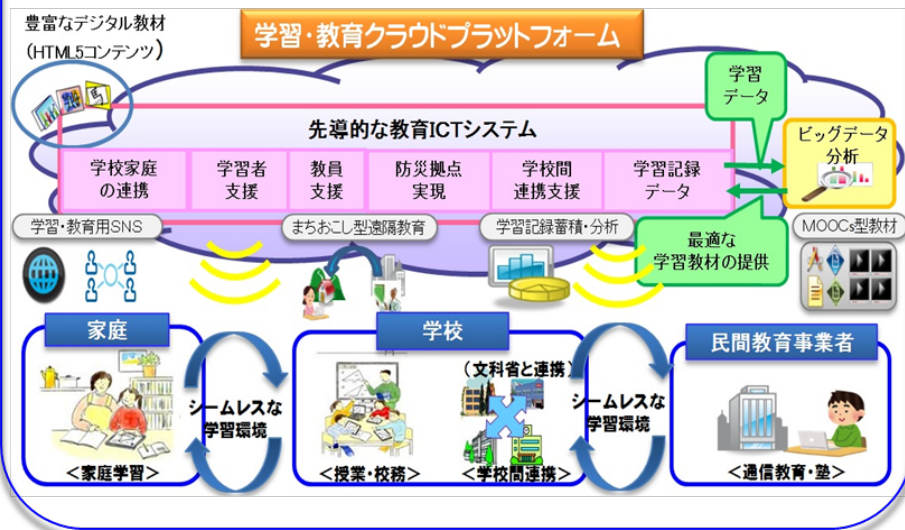 豊富なデジタル教材
(HTML5コンテンツ)
学習・教育クラウドプラットフォーム
学習
データ
先導的な教育ICTシステム
ビッグデータ
分析
学校家庭
の連携
学習者
支援
教員
支援
防災拠点
実現
学校間
連携支援
学習記録
データ
学習・教育用SNS
まちおこし型遠隔教育
学習記録蓄積・分析
最適な
学習教材の提供
MOOCs型教材
家庭
学校
民間教育事業者
(文科省と連携)
シームレスな
学習環境
シームレスな
学習環境
<家庭学習>
<授業・校務>
<学校間連携>
<通信教育・塾>